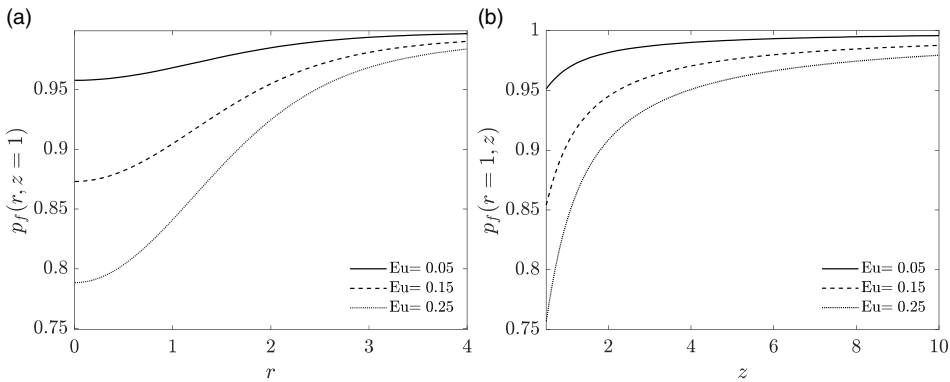 (a)
0.95
0.9
0.85
0.8
0.75
p_f(r, z = 1)
0 1 2 3 4
r
Eu= 0.05
Eu= 0.15
Eu= 0.25
(b)
1
0.95
0.9
0.85
0.8
0.75
p_f(r = 1, z)
2 4 6 8 10
z
Eu= 0.05
Eu= 0.15
Eu= 0.25